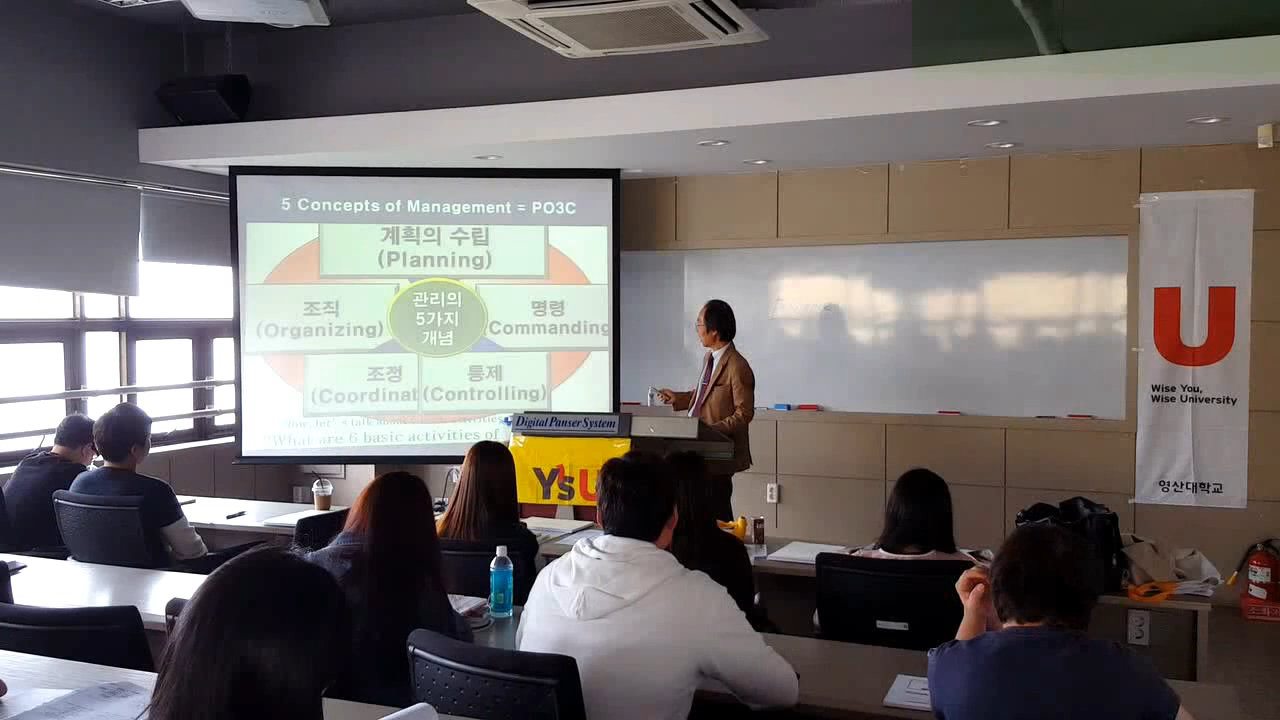 5 Concepts of Management = PO3C
계획의 수립
(Planning)
조직
(Organizing)
관리의
5가지
개념
명령
(Commanding
조정
(Coordinat
통제
(Controlling)
What are 6 basic activities of
Digital Panser System
YsU
U
Wise You,
Wise University
영산대학교